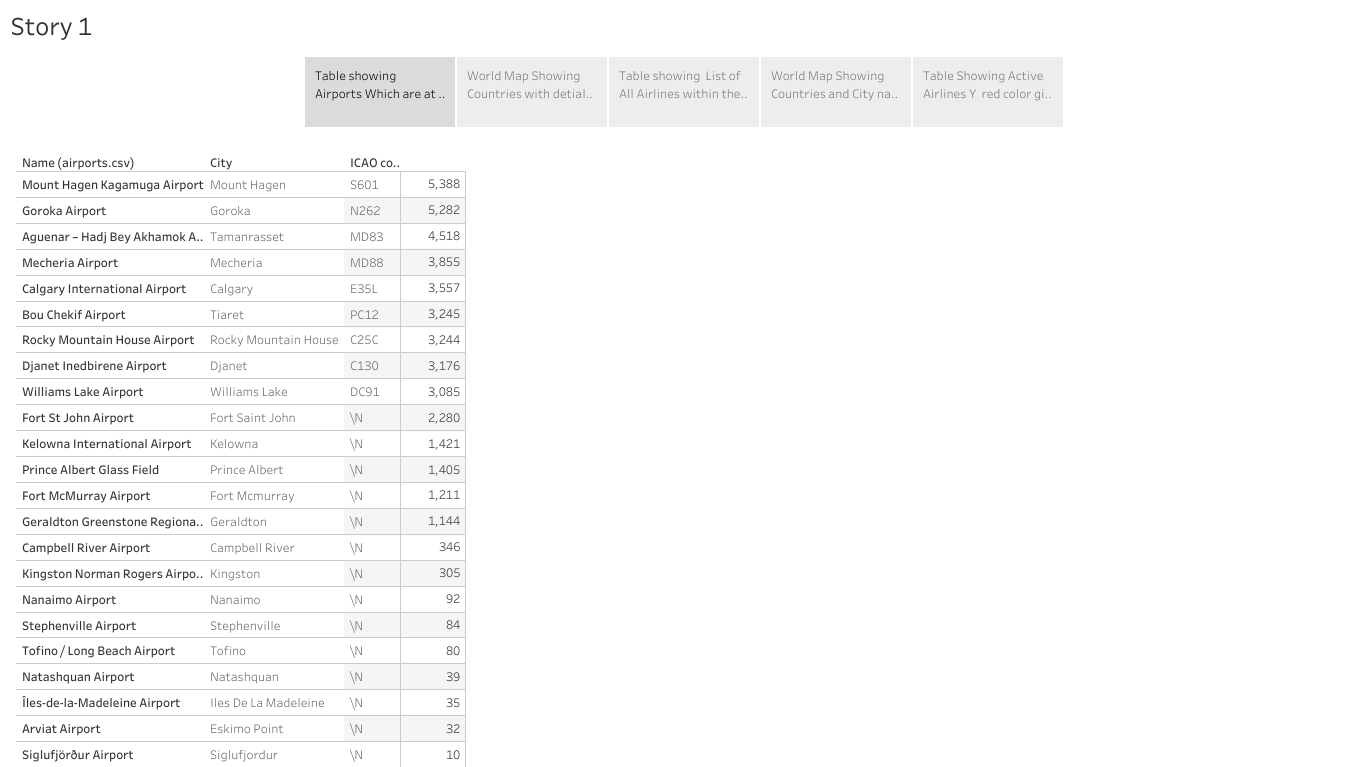 Story 1
Table showing
Airports Which are at ..
World Map Showing
Countries with detial..
Table showing  List of
All Airlines within the..
World Map Showing
Countries and City na..
Table Showing Active
Airlines Y  red color gi..
Name (airports.csv) City ICAO co..
Mount Hagen Kagamuga Airport Mount Hagen S601 5,388
Goroka Airport Goroka N262 5,282
Aguenar – Hadj Bey Akhamok A.. Tamanrasset MD83 4,518
Mecheria Airport Mecheria MD88 3,855
Calgary International Airport Calgary E35L 3,557
Bou Chekif Airport Tiaret PC12 3,245
Rocky Mountain House Airport Rocky Mountain House C25C 3,244
Djanet Inedbirene Airport Djanet C130 3,176
Williams Lake Airport Williams Lake DC91 3,085
Fort St John Airport Fort Saint John \N 2,280
Kelowna International Airport Kelowna \N 1,421
Prince Albert Glass Field Prince Albert \N 1,405
Fort McMurray Airport Fort Mcmurray \N 1,211
Geraldton Greenstone Regiona.. Geraldton \N 1,144
Campbell River Airport Campbell River \N 346
Kingston Norman Rogers Airpo.. Kingston \N 305
Nanaimo Airport Nanaimo \N 92
Stephenville Airport Stephenville \N 84
Tofino / Long Beach Airport Tofino \N 80
Natashquan Airport Natashquan \N 39
Îles-de-la-Madeleine Airport Iles De La Madeleine \N 35
Arviat Airport Eskimo Point \N 32
Siglufjörður Airport Siglufjordur \N 10